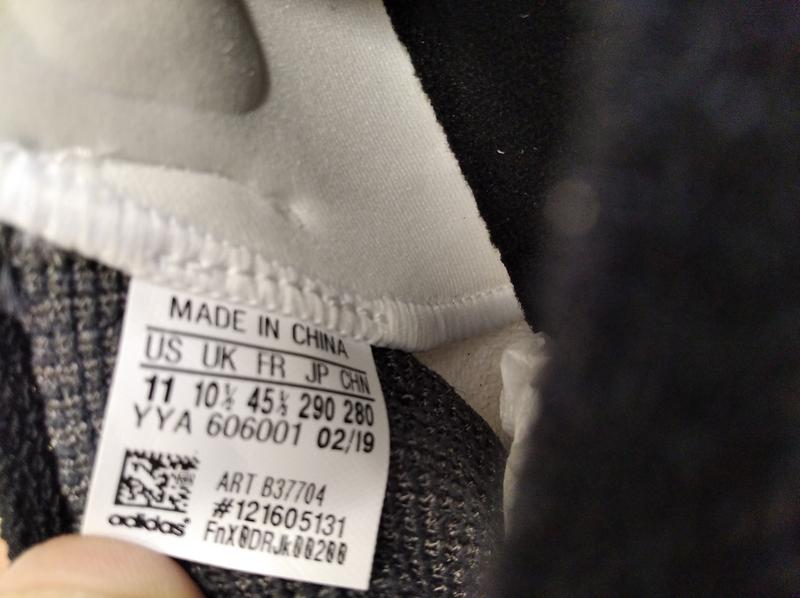 MADE IN CHINA
US UK FR JP CHN
11 10½ 45⅓ 290 280
YYA 606001 02/19
ART B37704
#121605131
adidas®
FnX0DRJk00200